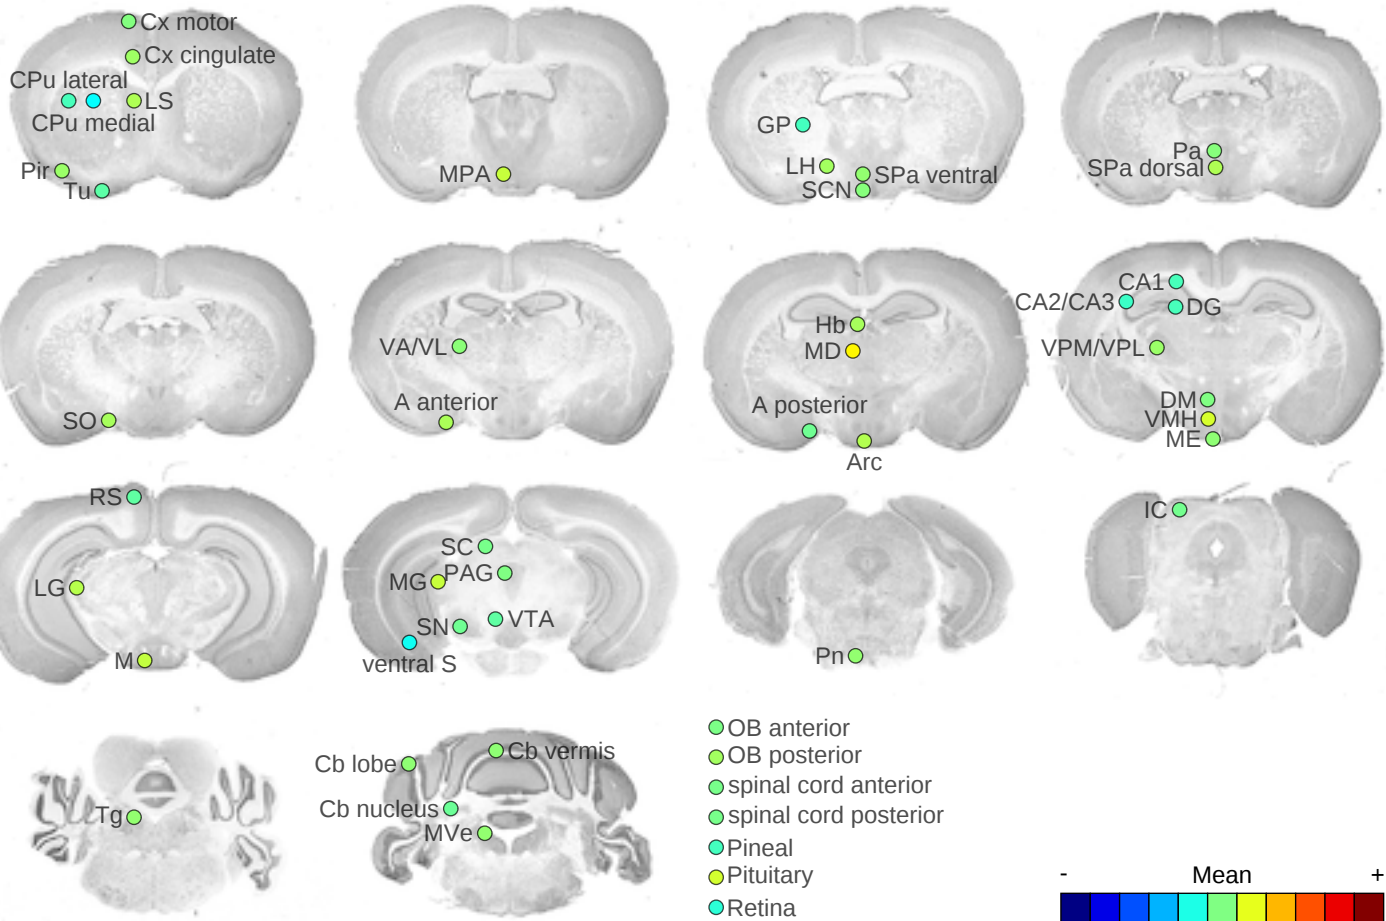 Cx motor
Cx cingulate
CPu lateral
LS
CPu medial
Pir
Tu
MPA
GP
LH
SPa ventral
SCN
Pa
SPa dorsal
SO
VA/VL
A anterior
Hb
MD
A posterior
Arc
CA1
CA2/CA3
DG
VPM/VPL
DM
VMH
ME
RS
LG
M
SC
MG
PAG
SN
VTA
ventral S
Pn
IC
Tg
Cb lobe
Cb vermis
Cb nucleus
MVe
OB anterior
OB posterior
spinal cord anterior
spinal cord posterior
Pineal
Pituitary
Retina
- Mean +